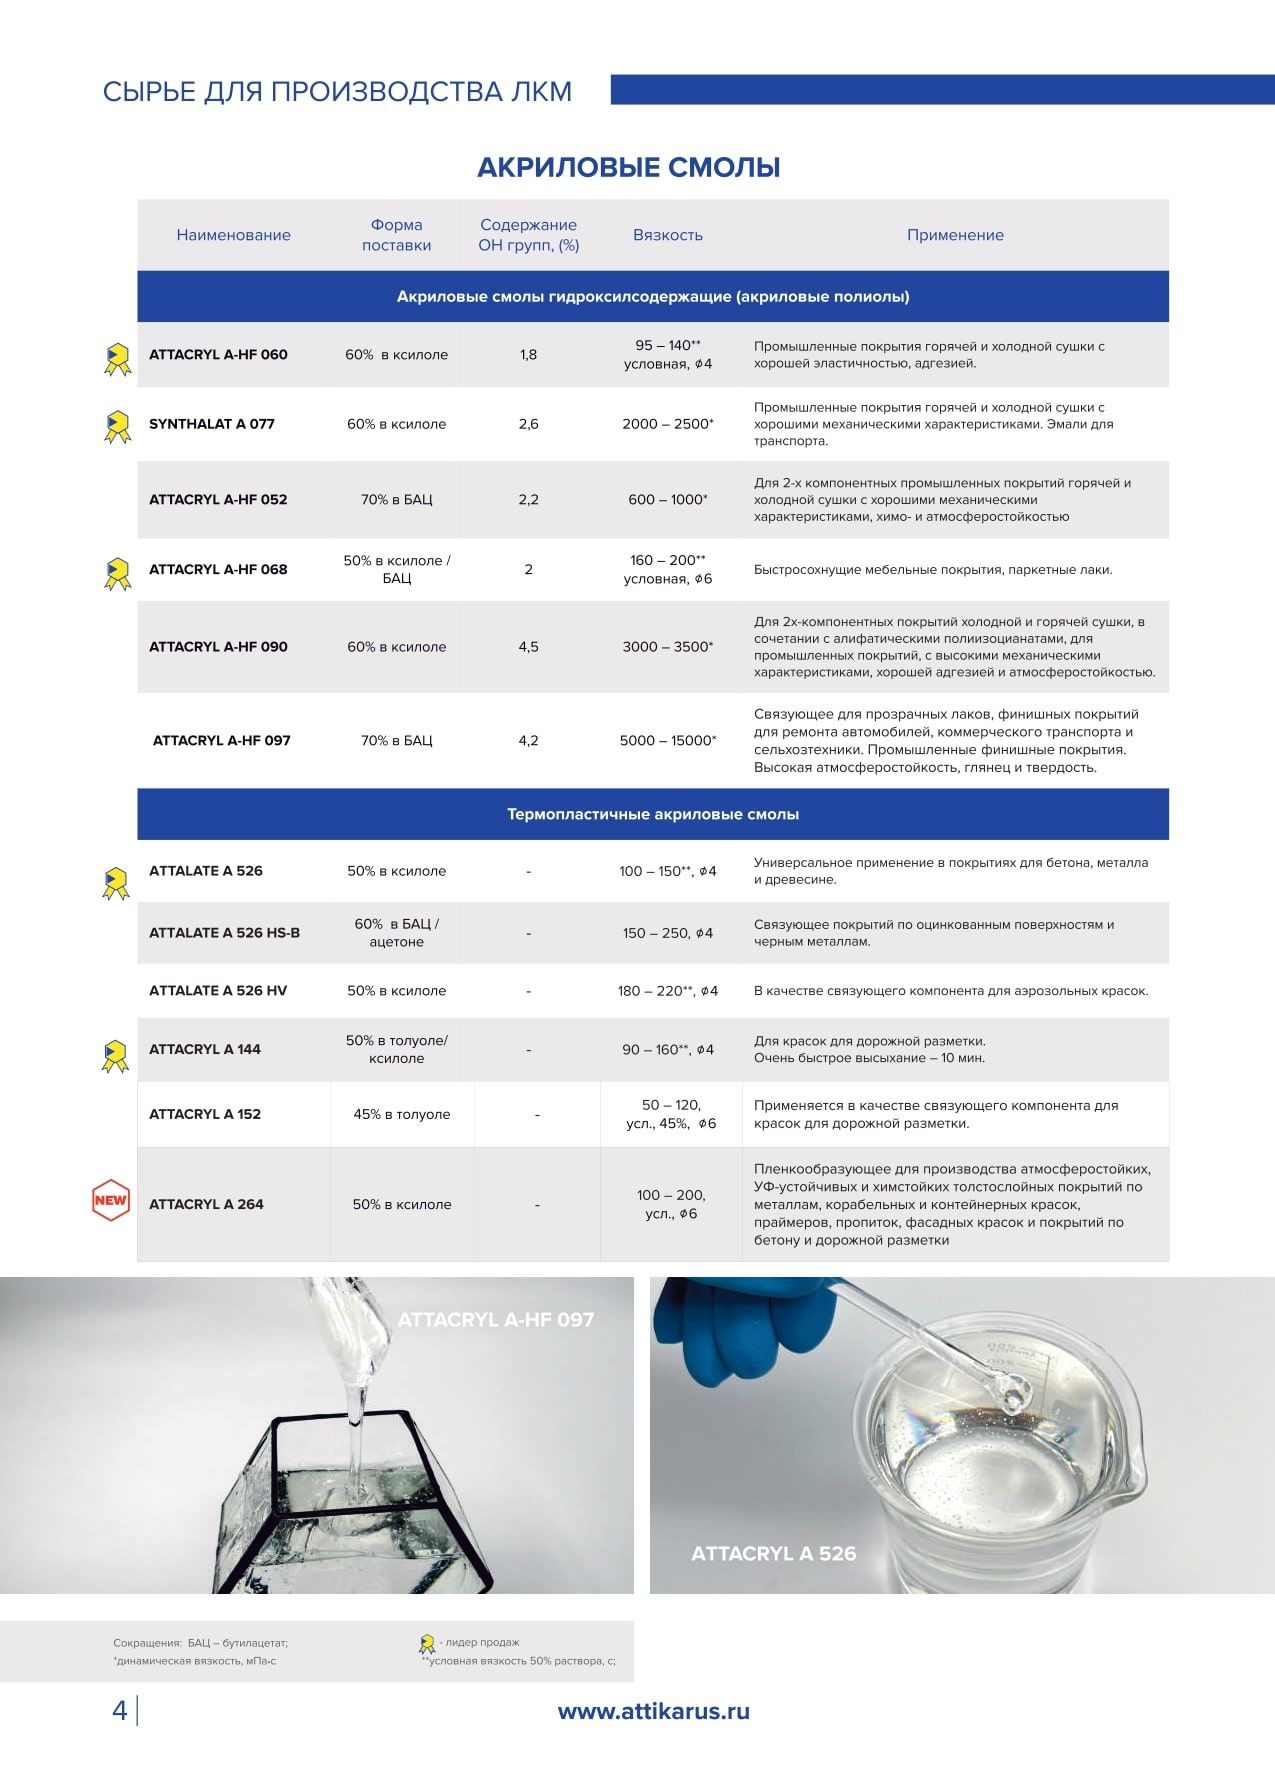 СЫРЬЕ ДЛЯ ПРОИЗВОДСТВА ЛКМ
АКРИЛОВЫЕ СМОЛЫ
Наименование
Форма
поставки
Содержание
ОН групп, (%)
Вязкость
Применение
Акриловые смолы гидроксилсодержащие (акриловые полиолы)
ATTACRYL A-HF 060
60% в ксилоле
1,8
95 – 140**
условная, ⌀4
Промышленные покрытия горячей и холодной сушки с
хорошей эластичностью, адгезией.
SYNTHALAT A 077
60% в ксилоле
2,6
2000 – 2500*
Промышленные покрытия горячей и холодной сушки с
хорошими механическими характеристиками. Эмали для
транспорта.
ATTACRYL A-HF 052
70% в БАЦ
2,2
600 – 1000*
Для 2-х компонентных промышленных покрытий горячей и
холодной сушки с хорошими механическими
характеристиками, химо- и атмосферостойкостью
ATTACRYL A-HF 068
50% в ксилоле /
БАЦ
2
160 – 200**
условная, ⌀6
Быстросохнущие мебельные покрытия, паркетные лаки.
ATTACRYL A-HF 090
60% в ксилоле
4,5
3000 – 3500*
Для 2х-компонентных покрытий холодной и горячей сушки, в
сочетании с алифатическими полиизоцианатами, для
промышленных покрытий, с высокими механическими
характеристиками, хорошей адгезией и атмосферостойкостью.
ATTACRYL A-HF 097
70% в БАЦ
4,2
5000 – 15000*
Связующее для прозрачных лаков, финишных покрытий
для ремонта автомобилей, коммерческого транспорта и
сельхозтехники. Промышленные финишные покрытия.
Высокая атмосферостойкость, глянец и твердость.
Термопластичные акриловые смолы
ATTALATE A 526
50% в ксилоле
-
100 – 150**, ⌀4
Универсальное применение в покрытиях для бетона, металла
и древесине.
ATTALATE A 526 HS-B
60% в БАЦ /
ацетоне
-
150 – 250, ⌀4
Связующее покрытий по оцинкованным поверхностям и
черным металлам.
ATTALATE A 526 HV
50% в ксилоле
-
180 – 220**, ⌀4
В качестве связующего компонента для аэрозольных красок.
ATTACRYL A 144
50% в толуоле/
ксилоле
-
90 – 160**, ⌀4
Для красок для дорожной разметки.
Очень быстрое высыхание – 10 мин.
ATTACRYL A 152
45% в толуоле
-
50 – 120,
усл., 45%, ⌀6
Применяется в качестве связующего компонента для
красок для дорожной разметки.
NEW
ATTACRYL A 264
50% в ксилоле
-
100 – 200,
усл., ⌀6
Пленкообразующее для производства атмосферостойких,
УФ-устойчивых и химстойких толстослойных покрытий по
металлам, корабельных и контейнерных красок,
праймеров, пропиток, фасадных красок и покрытий по
бетону и дорожной разметки
ATTACRYL A-HF 097
ATTACRYL A 526
Сокращения: БАЦ – бутилацетат;
*динамическая вязкость, мПа•с
- лидер продаж
**условная вязкость 50% раствора, с;
4
www.attikarus.ru